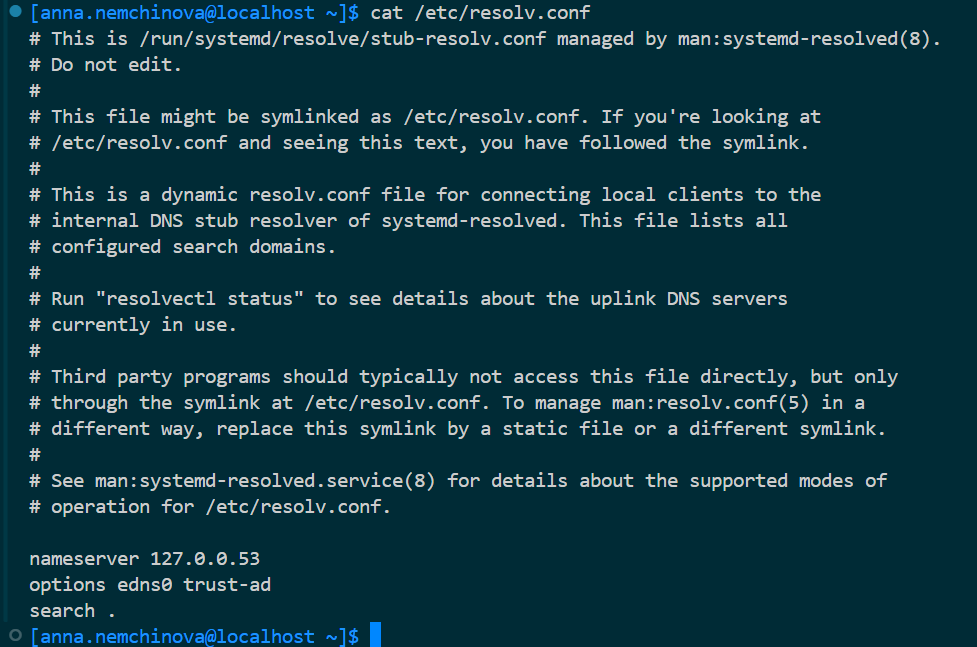 [anna.nemchinova@localhost ~]$ cat /etc/resolv.conf
# This is /run/systemd/resolve/stub-resolv.conf managed by man:systemd-resolved(8).
# Do not edit.
#
# This file might be symlinked as /etc/resolv.conf. If you're looking at
# /etc/resolv.conf and seeing this text, you have followed the symlink.
#
# This is a dynamic resolv.conf file for connecting local clients to the
# internal DNS stub resolver of systemd-resolved. This file lists all
# configured search domains.
#
# Run "resolvectl status" to see details about the uplink DNS servers
# currently in use.
#
# Third party programs should typically not access this file directly, but only
# through the symlink at /etc/resolv.conf. To manage man:resolv.conf(5) in a
# different way, replace this symlink by a static file or a different symlink.
#
# See man:systemd-resolved.service(8) for details about the supported modes of
# operation for /etc/resolv.conf.

nameserver 127.0.0.53
options edns0 trust-ad
search .
[anna.nemchinova@localhost ~]$